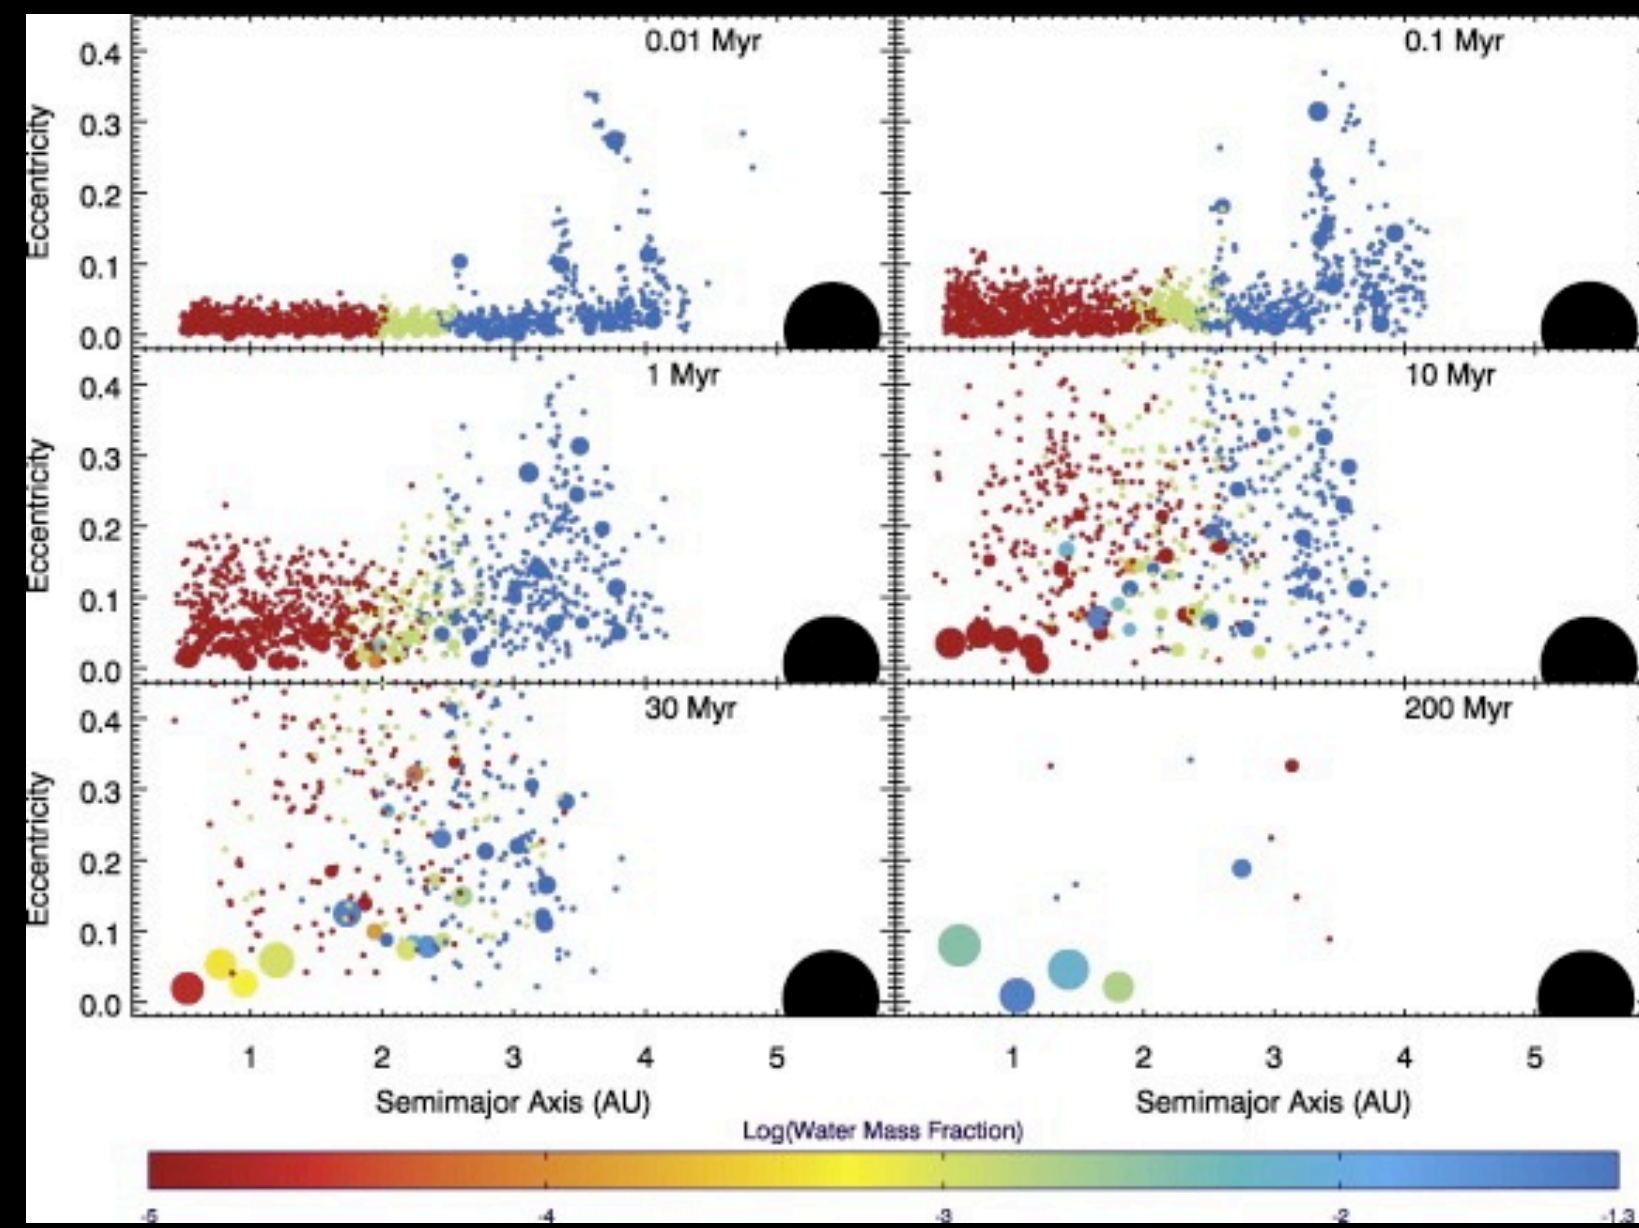 0.01 Myr
0.1 Myr
0.4
0.3
0.2
0.1
0.0
Eccentricity
1 Myr
10 Myr
0.4
0.3
0.2
0.1
0.0
Eccentricity
30 Myr
200 Myr
0.4
0.3
0.2
0.1
0.0
Eccentricity
1 2 3 4 5
1 2 3 4 5
Semimajor Axis (AU)
Semimajor Axis (AU)
Log(Water Mass Fraction)
-5 -4 -3 -2 -1.3